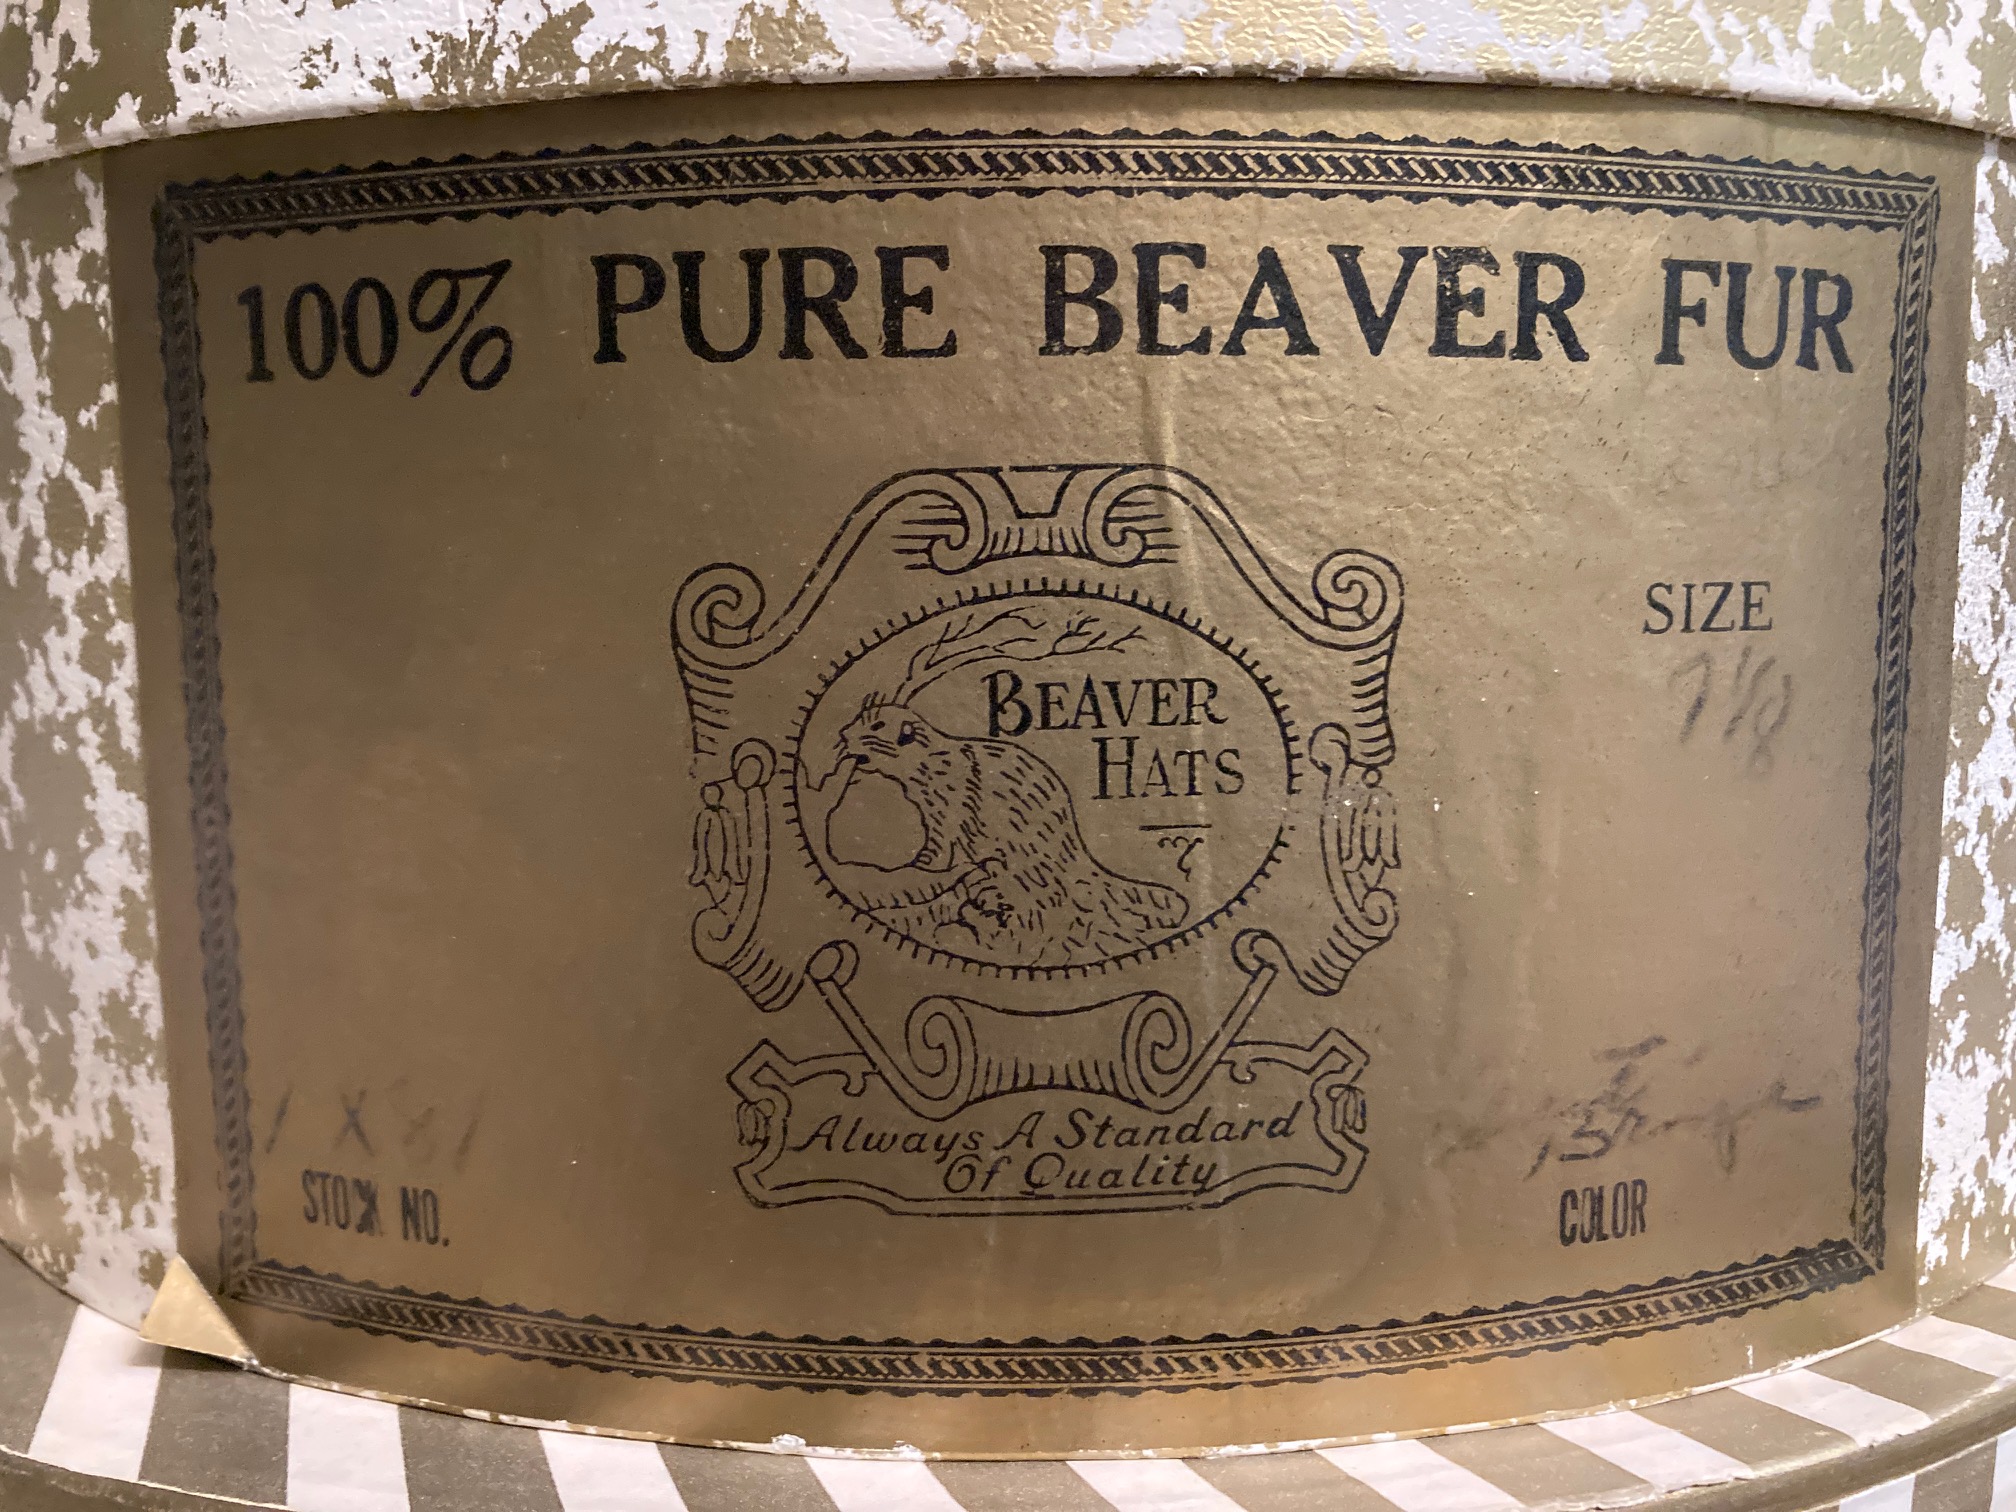 100% PURE BEAVER FUR
BEAVER
HATS
SIZE
7 1/8
Always A Standard
Of Quality
STOCK NO.
COLOR